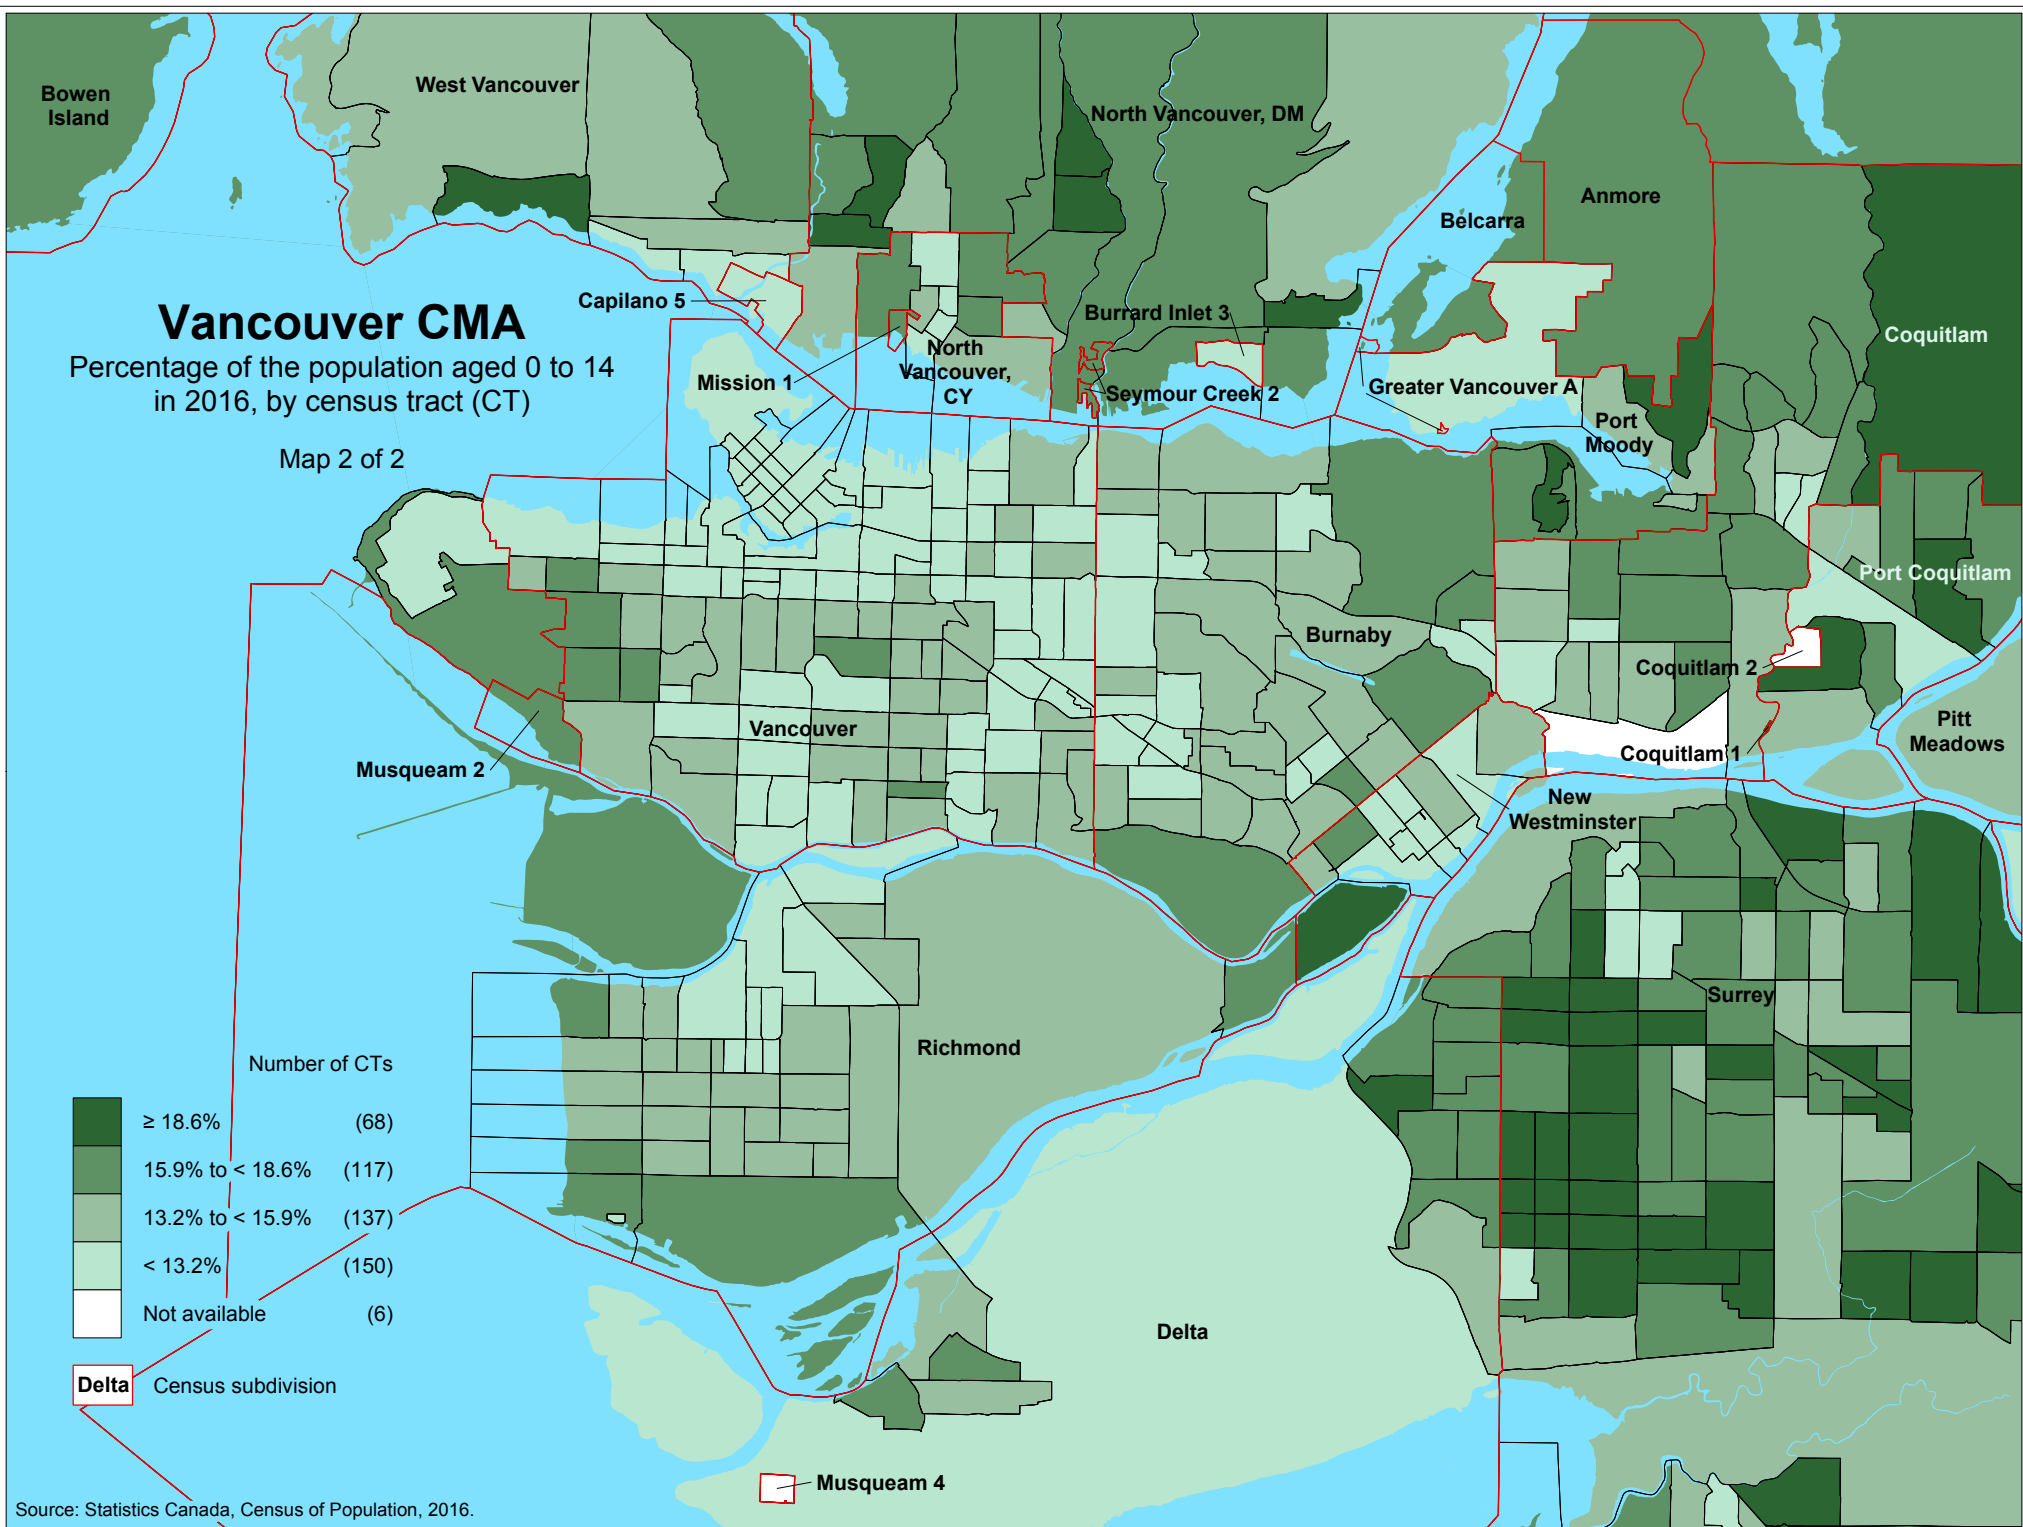 Bowen
Island
West Vancouver
North Vancouver, DM
Anmore
Belcarra
Coquitlam
Vancouver CMA
Percentage of the population aged 0 to 14
in 2016, by census tract (CT)
Map 2 of 2
Capilano 5
Mission 1
North
Vancouver,
CY
Burrard Inlet 3
Seymour Creek 2
Greater Vancouver A
Port
Moody
Port Coquitlam
Burnaby
Coquitlam 2
Coquitlam 1
Pitt
Meadows
Vancouver
Musqueam 2
New
Westminster
Surrey
Richmond
Delta
Musqueam 4
Number of CTs
≥ 18.6% (68)
15.9% to < 18.6% (117)
13.2% to < 15.9% (137)
< 13.2% (150)
Not available (6)
Delta Census subdivision
Source: Statistics Canada, Census of Population, 2016.